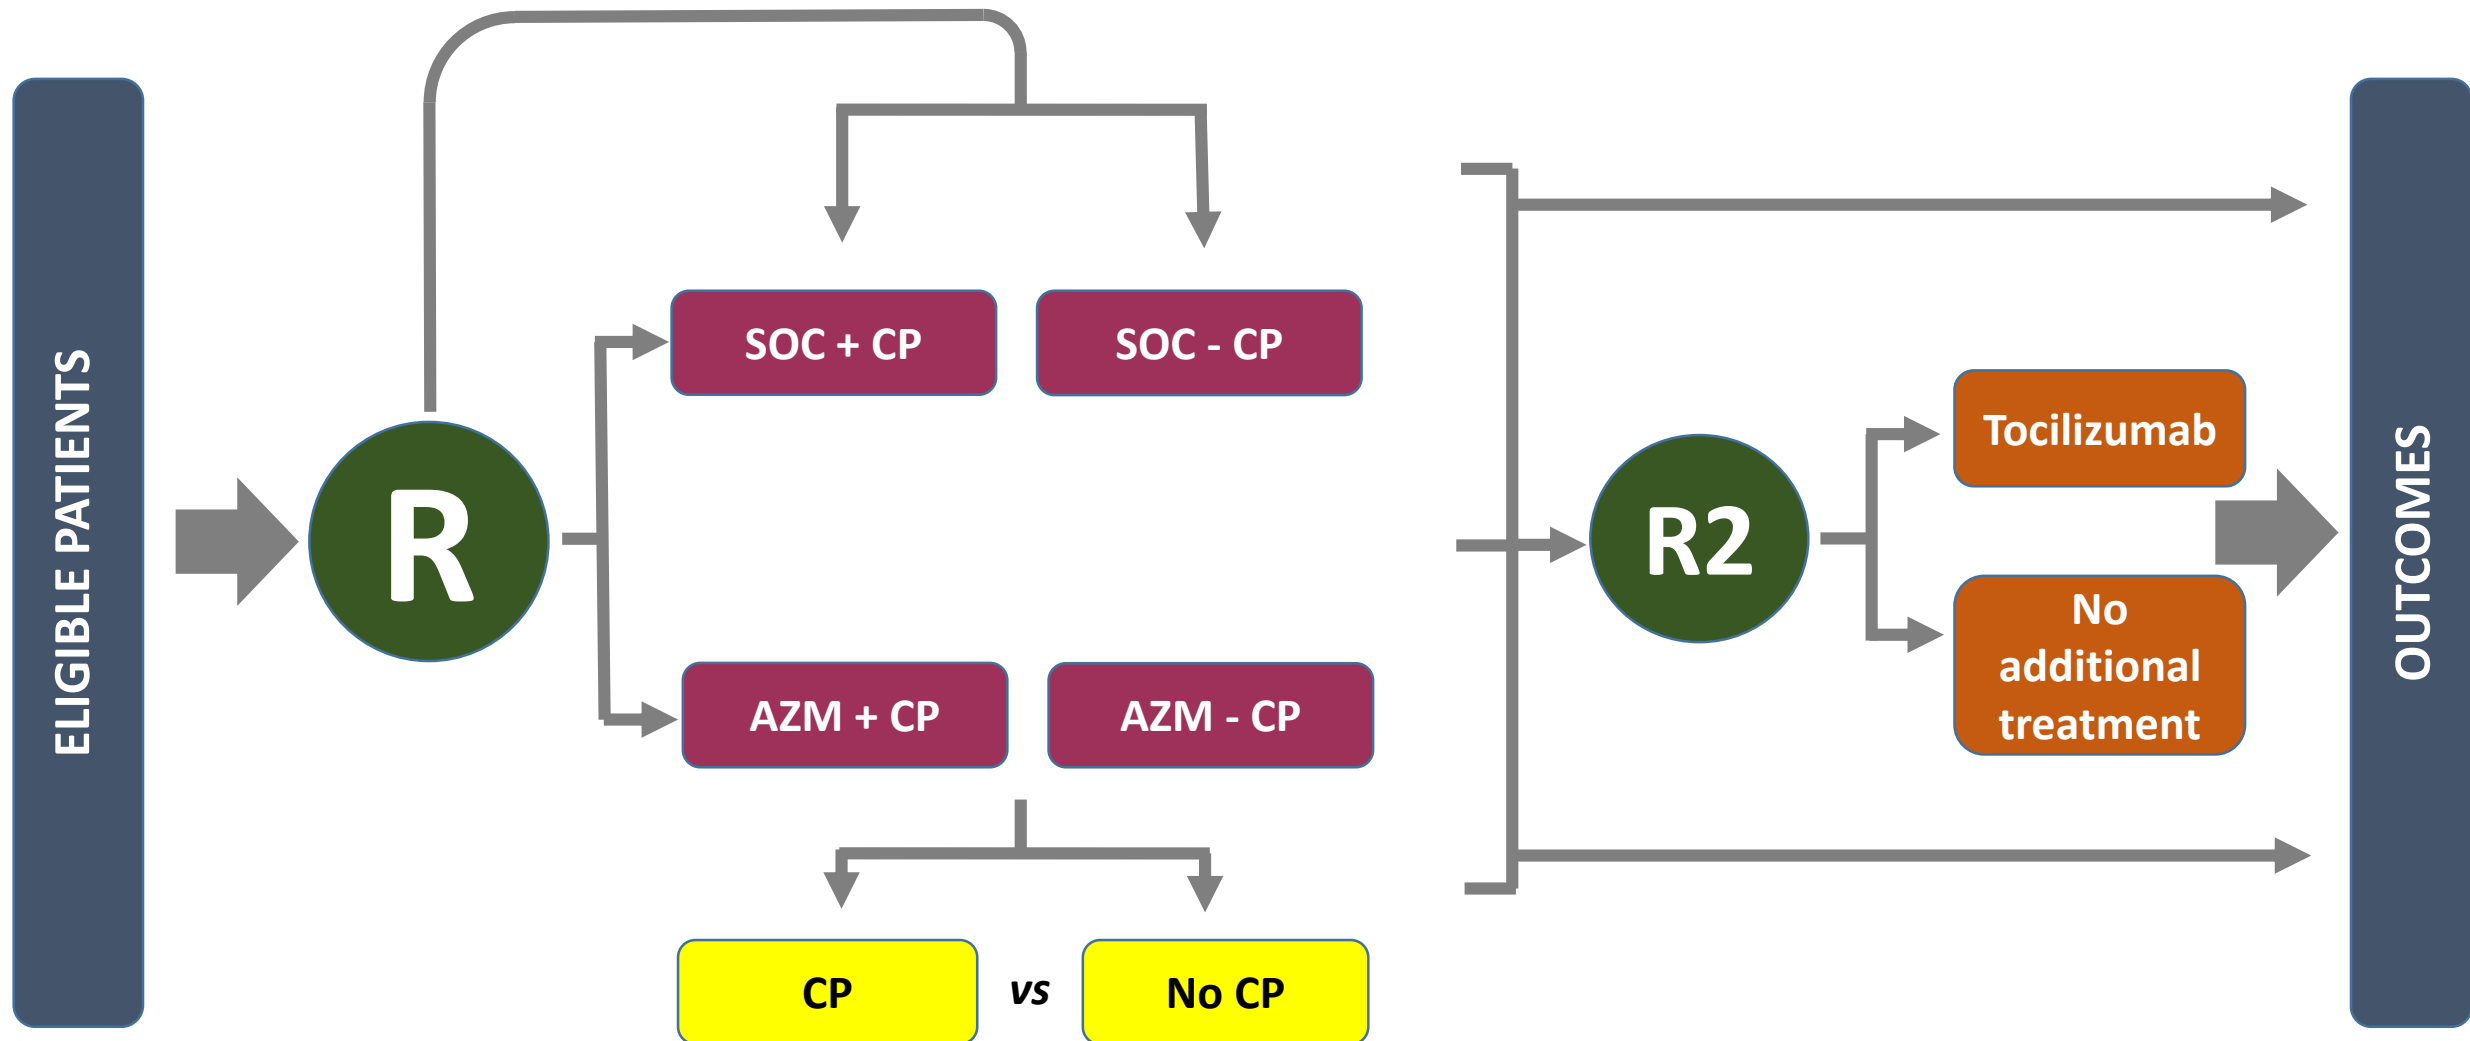 ELIGIBLE PATIENTS
R
SOC + CP
SOC - CP
AZM + CP
AZM - CP
CP
vs
No CP
R2
Tocilizumab
No
additional
treatment
OUTCOMES